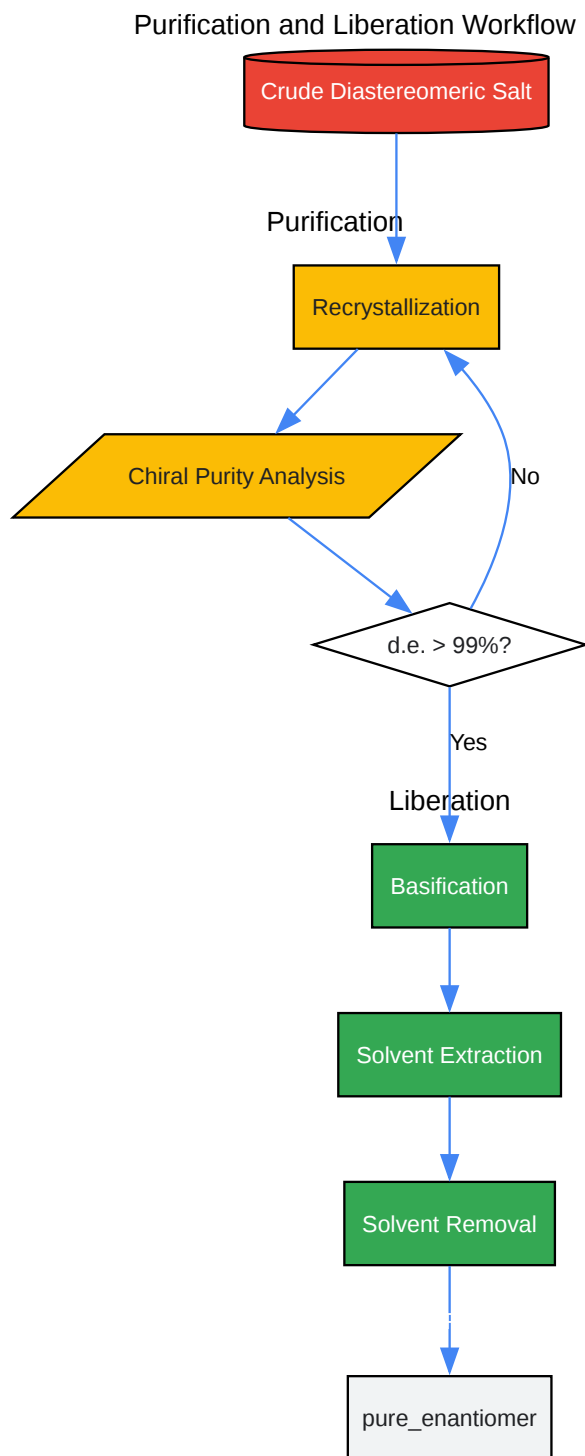 Purification and Liberation Workflow
Crude Diastereomeric Salt
Purification
Recrystallization
Chiral Purity Analysis
No
d.e. > 99%?
Yes
Liberation
Basification
Solvent Extraction
Solvent Removal
pure_enantiomer